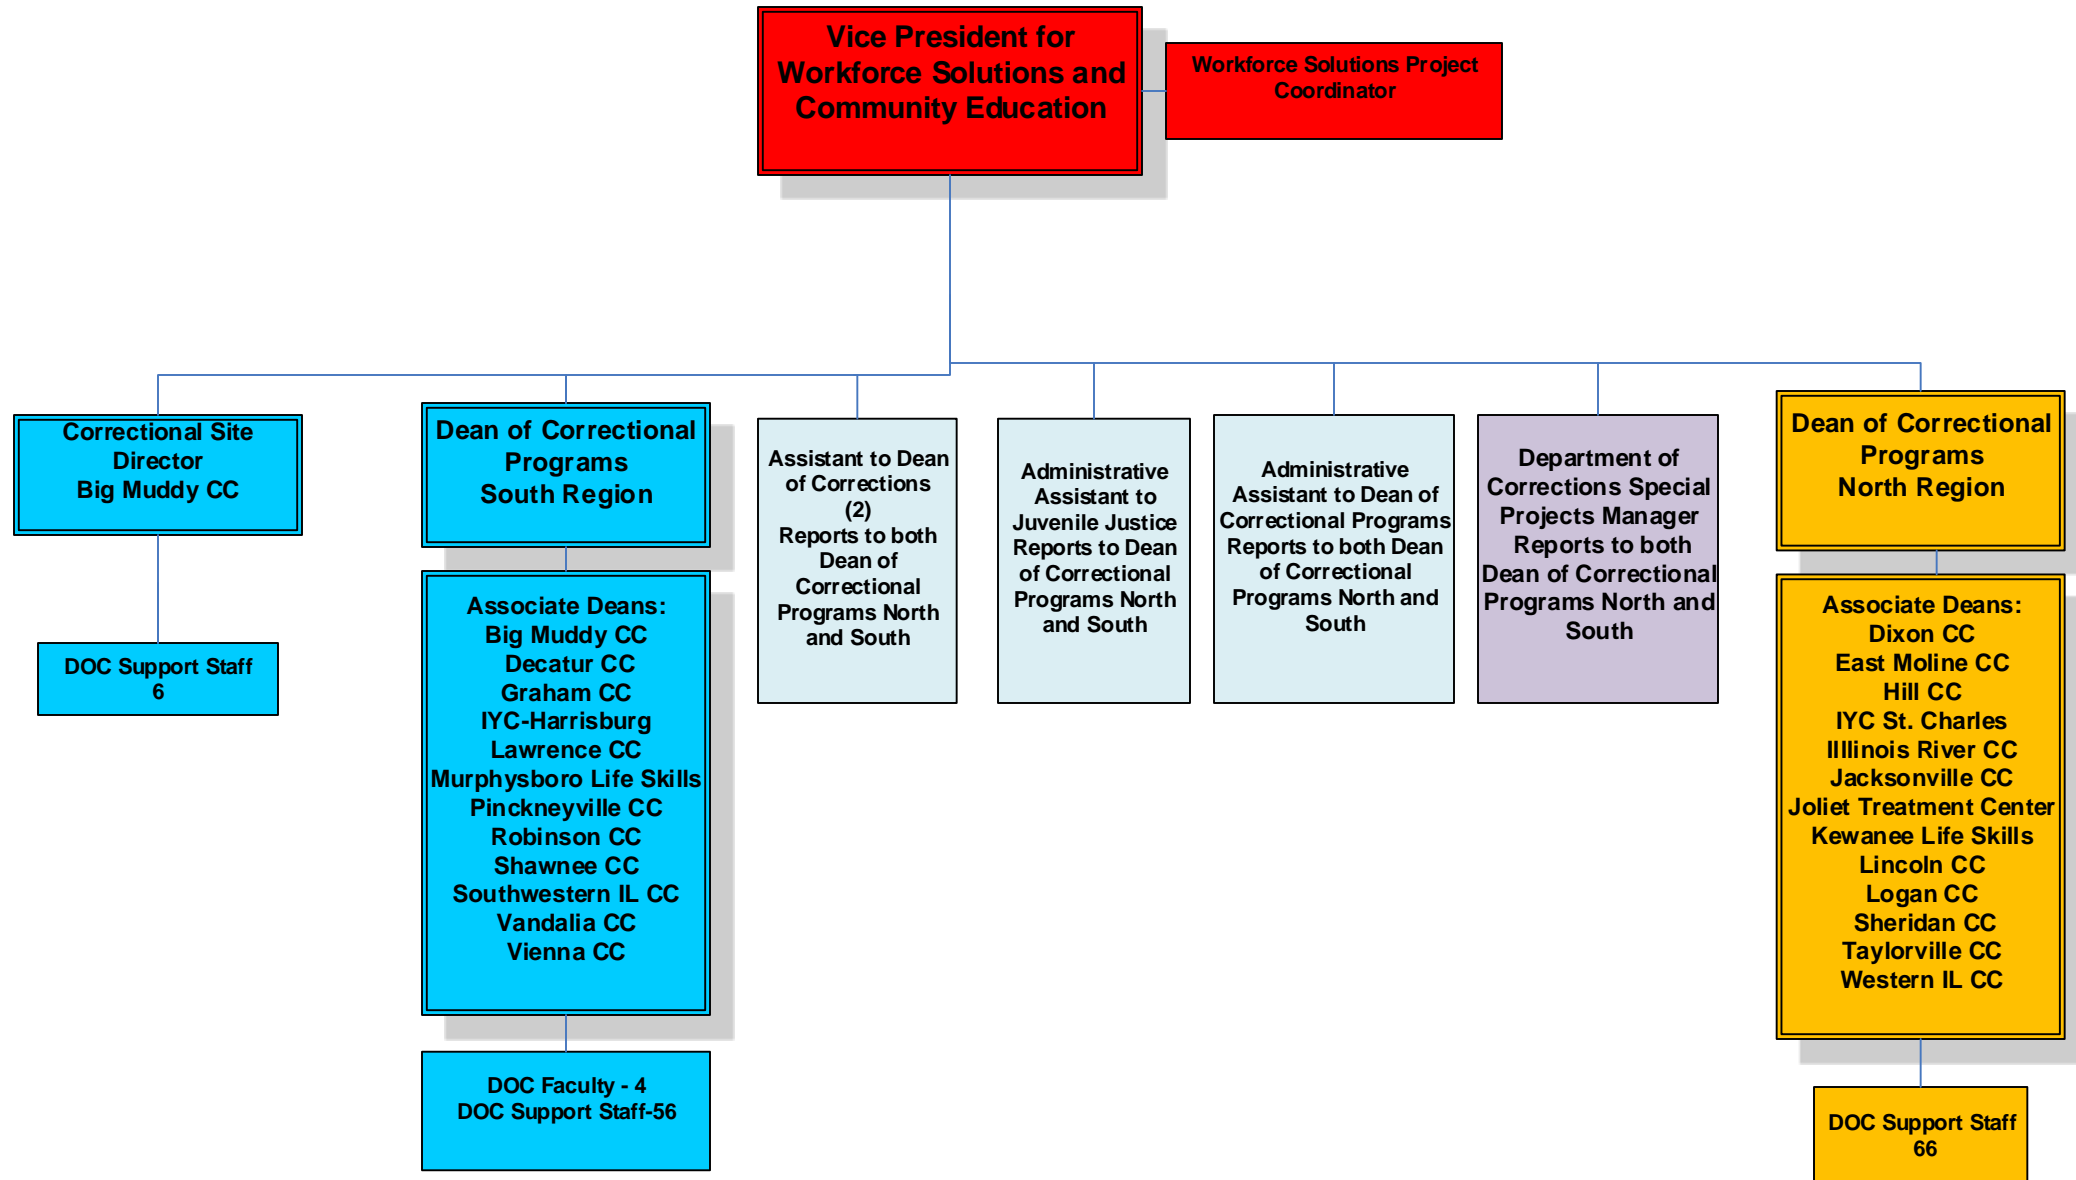 Vice President for
Workforce Solutions and
Community Education
Workforce Solutions Project
Coordinator
Correctional Site
Director
Big Muddy CC
DOC Support Staff
6
Dean of Correctional
Programs
South Region
Associate Deans:
Big Muddy CC
Decatur CC
Graham CC
IYC-Harrisburg
Lawrence CC
Murphysboro Life Skills
Pinckneyville CC
Robinson CC
Shawnee CC
Southwestern IL CC
Vandalia CC
Vienna CC
DOC Faculty - 4
DOC Support Staff-56
Assistant to Dean
of Corrections
(2)
Reports to both
Dean of
Correctional
Programs North
and South
Administrative
Assistant to
Juvenile Justice
Reports to Dean
of Correctional
Programs North
and South
Administrative
Assistant to Dean of
Correctional Programs
Reports to both Dean
of Correctional
Programs North and
South
Department of
Corrections Special
Projects Manager
Reports to both
Dean of Correctional
Programs North and
South
Dean of Correctional
Programs
North Region
Associate Deans:
Dixon CC
East Moline CC
Hill CC
IYC St. Charles
IIllinois River CC
Jacksonville CC
Joliet Treatment Center
Kewanee Life Skills
Lincoln CC
Logan CC
Sheridan CC
Taylorville CC
Western IL CC
DOC Support Staff
66